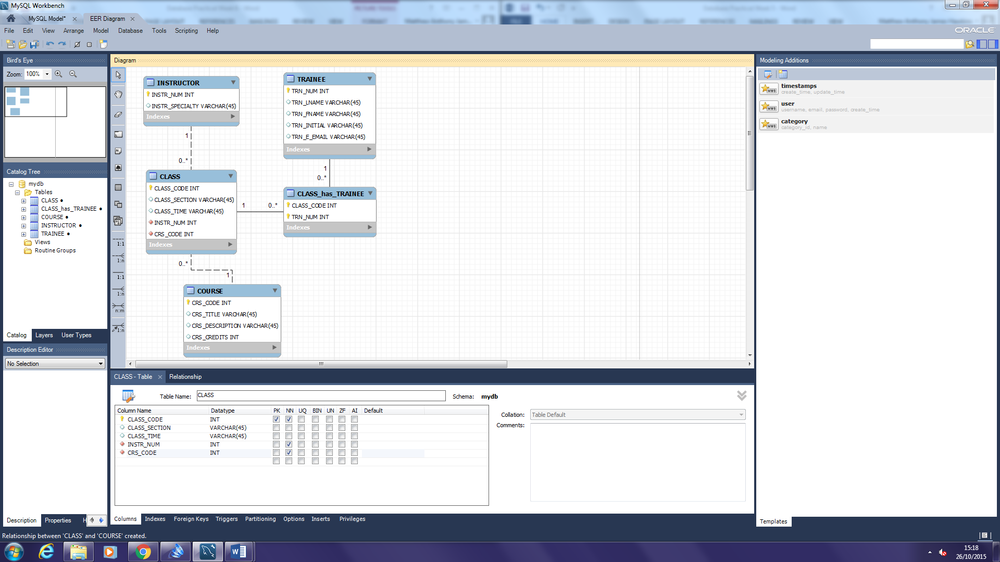 MySQL Workbench
MySQL Model*
EER Diagram
File Edit View Arrange Model Database Tools Scripting Help
ORACLE
Bird's Eye
Zoom: 100%
Catalog Tree
mydb
Tables
CLASS
CLASS_has_TRAINEE
COURSE
INSTRUCTOR
TRAINEE
Views
Routine Groups
Catalog Layers User Types
Description Editor
No Selection
Description Properties H
Diagram
1:1
1:n
1:1
1:n
n:m
1:n
INSTRUCTOR
INSTR_NUM INT
INSTR_SPECIALTY VARCHAR(45)
Indexes
1
0..*
TRAINEE
TRN_NUM INT
TRN_LNAME VARCHAR(45)
TRN_FNAME VARCHAR(45)
TRN_INITIAL VARCHAR(45)
TRN_E_EMAIL VARCHAR(45)
Indexes
1
0..*
CLASS
CLASS_CODE INT
CLASS_SECTION VARCHAR(45)
CLASS_TIME VARCHAR(45)
INSTR_NUM INT
CRS_CODE INT
Indexes
1 0..*
CLASS_has_TRAINEE
CLASS_CODE INT
TRN_NUM INT
Indexes
0..*
1
COURSE
CRS_CODE INT
CRS_TITLE VARCHAR(45)
CRS_DESCRIPTION VARCHAR(45)
CRS_CREDITS INT
Indexes
Modeling Additions
MWB
timestamps
create_time, update_time
MWB
user
username, email, password, create_time
MWB
category
category_id, name
Templates
CLASS - Table
Relationship
Table Name: CLASS
Schema: mydb
Column Name Datatype PK NN UQ BIN UN ZF AI Default
CLASS_CODE INT
CLASS_SECTION VARCHAR(45)
CLASS_TIME VARCHAR(45)
INSTR_NUM INT
CRS_CODE INT
Collation: Table Default
Comments:
Columns Indexes Foreign Keys Triggers Partitioning Options Inserts Privileges
Relationship between 'CLASS' and 'COURSE' created.
15:18
26/10/2015